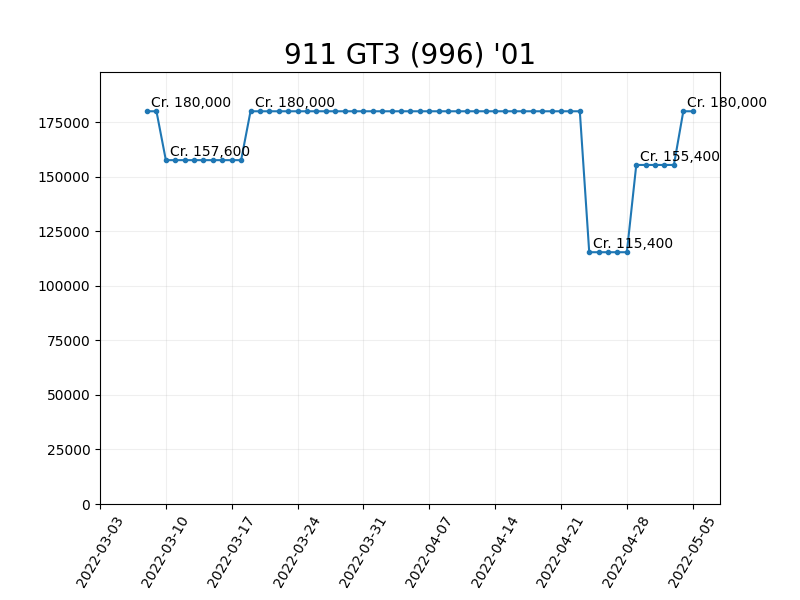 911 GT3 (996) '01
Cr. 180,000
Cr. 180,000
Cr. 180,000
Cr. 157,600
Cr. 155,400
Cr. 115,400
175000
150000
125000
100000
75000
50000
25000
0
2022-03-03
2022-03-10
2022-03-17
2022-03-24
2022-03-31
2022-04-07
2022-04-14
2022-04-21
2022-04-28
2022-05-05